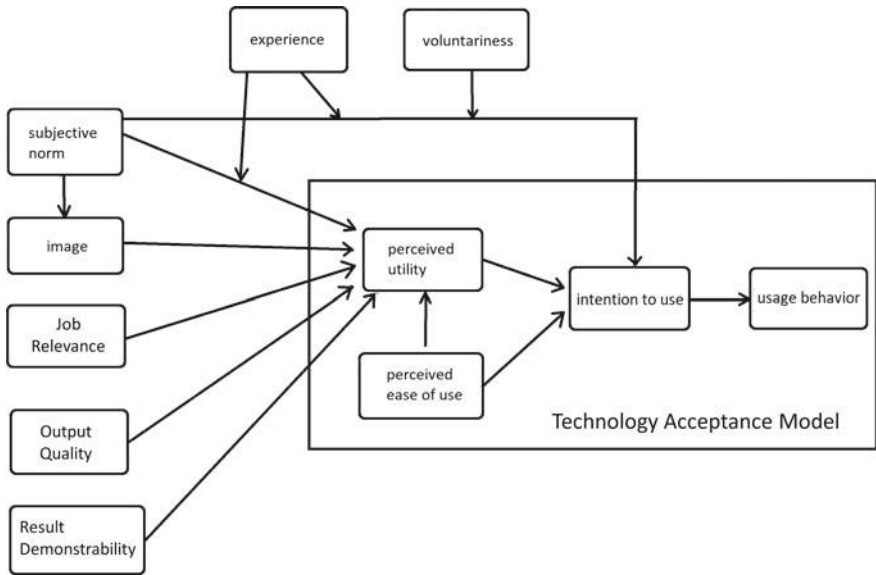 experience
voluntariness
subjective
norm
image
perceived
utility
intention to use
usage behavior
Job
Relevance
perceived
ease of use
Technology Acceptance Model
Output
Quality
Result
Demonstrability